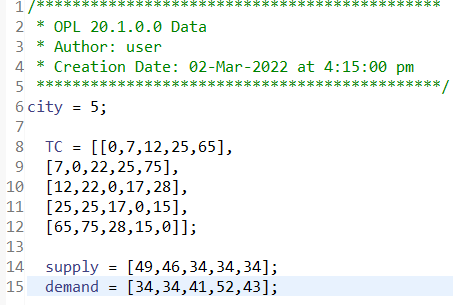 1 /*********************************************
2  * OPL 20.1.0.0 Data
3  * Author: user
4  * Creation Date: 02-Mar-2022 at 4:15:00 pm
5  *********************************************/
6 city = 5;
7
8  TC = [[0,7,12,25,65],
9  [7,0,22,25,75],
10  [12,22,0,17,28],
11  [25,25,17,0,15],
12  [65,75,28,15,0]];
13
14  supply = [49,46,34,34,34];
15  demand = [34,34,41,52,43];